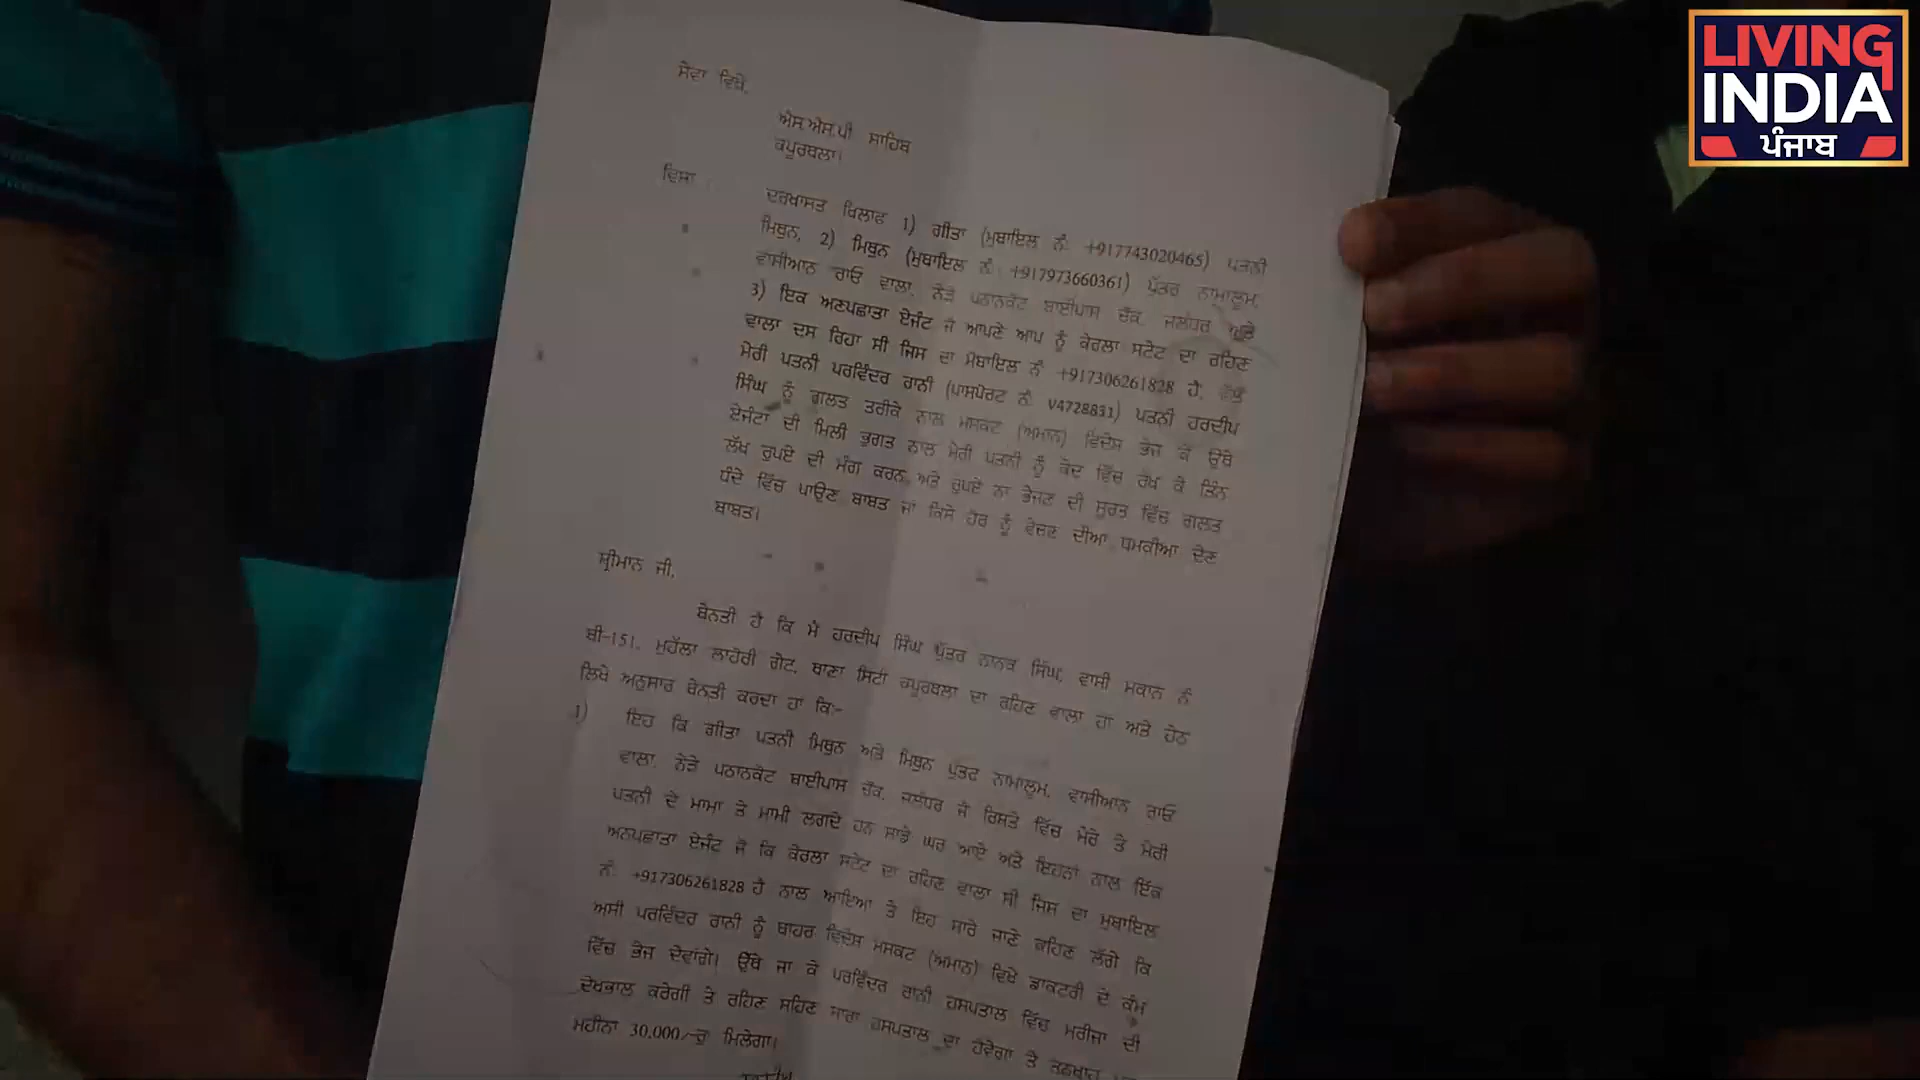 LIVING
INDIA
ਪੰਜਾਬ
ਸੇਵਾ ਵਿਖੇ,
ਐਸ.ਐਸ.ਪੀ ਸਾਹਿਬ
ਕਪੂਰਥਲਾ।
ਵਿਸ਼ਾ :
ਦਰਖਾਸਤ ਖਿਲਾਫ 1) ਗੀਤਾ (ਮੁਬਾਇਲ ਨੰ: +917743020465) ਪਤਨੀ
ਮਿਥੁਨ, 2) ਮਿਥੁਨ (ਮੁਬਾਇਲ ਨੰ: +917973660361) ਪੁੱਤਰ ਨਾਮਾਲੂਮ,
ਵਾਸੀਆਨ ਰਾਓ ਵਾਲਾ, ਨੇੜੇ ਪਠਾਨਕੋਟ ਬਾਈਪਾਸ ਚੌਂਕ, ਜਲੰਧਰ ਅਤੇ
3) ਇਕ ਅਣਪਛਾਤਾ ਏਜੰਟ ਜੋ ਆਪਣੇ ਆਪ ਨੂੰ ਕੇਰਲਾ ਸਟੇਟ ਦਾ ਰਹਿਣ
ਵਾਲਾ ਦਸ ਰਿਹਾ ਸੀ ਜਿਸ ਦਾ ਮੋਬਾਇਲ ਨੰ +917306261828 ਹੈ, ਵੱਲੋਂ
ਮੇਰੀ ਪਤਨੀ ਪਰਵਿੰਦਰ ਰਾਨੀ (ਪਾਸਪੋਰਟ ਨੰ: V4728831) ਪਤਨੀ ਹਰਦੀਪ
ਸਿੰਘ ਨੂੰ ਗਲਤ ਤਰੀਕੇ ਨਾਲ ਮਸਕਟ (ਅਮਾਨ) ਵਿਦੇਸ਼ ਭੇਜ ਕੇ ਉਥੇ
ਏਜੰਟਾਂ ਦੀ ਮਿਲੀ ਭੁਗਤ ਨਾਲ ਮੇਰੀ ਪਤਨੀ ਨੂੰ ਕੈਦ ਵਿੱਚ ਰੱਖ ਕੇ ਤਿੰਨ
ਲੱਖ ਰੁਪਏ ਦੀ ਮੰਗ ਕਰਨ, ਅਤੇ ਰੁਪਏ ਨਾ ਭੇਜਣ ਦੀ ਸੂਰਤ ਵਿੱਚ ਗਲਤ
ਧੰਦੇ ਵਿੱਚ ਪਾਉਣ ਬਾਬਤ ਜਾਂ ਕਿਸੇ ਹੋਰ ਨੂੰ ਵੇਚਣ ਦੀਆਂ ਧਮਕੀਆਂ ਦੇਣ
ਬਾਬਤ।
ਸ਼੍ਰੀਮਾਨ ਜੀ,
ਬੇਨਤੀ ਹੈ ਕਿ ਮੈਂ ਹਰਦੀਪ ਸਿੰਘ ਪੁੱਤਰ ਨਾਨਕ ਸਿੰਘ, ਵਾਸੀ ਮਕਾਨ ਨੰ
ਬੀ-151, ਮੁਹੱਲਾ ਲਾਹੋਰੀ ਗੇਟ, ਥਾਣਾ ਸਿਟੀ ਕਪੂਰਥਲਾ ਦਾ ਰਹਿਣ ਵਾਲਾ ਹਾਂ ਅਤੇ ਹੇਠ
ਲਿਖੇ ਅਨੁਸਾਰ ਬੇਨਤੀ ਕਰਦਾ ਹਾਂ ਕਿ:-
1) ਇਹ ਕਿ ਗੀਤਾ ਪਤਨੀ ਮਿਥੁਨ ਅਤੇ ਮਿਥੁਨ ਪੁੱਤਰ ਨਾਮਾਲੂਮ, ਵਾਸੀਆਨ ਰਾਓ
ਵਾਲਾ, ਨੇੜੇ ਪਠਾਨਕੋਟ ਬਾਈਪਾਸ ਚੌਂਕ, ਜਲੰਧਰ ਜੋ ਰਿਸ਼ਤੇ ਵਿੱਚ ਮੇਰੇ ਤੇ ਮੇਰੀ
ਪਤਨੀ ਦੇ ਮਾਮਾ ਤੇ ਮਾਮੀ ਲਗਦੇ ਹਨ ਸਾਡੇ ਘਰ ਆਏ ਅਤੇ ਇਹਨਾਂ ਨਾਲ ਇੱਕ
ਅਨਪਛਾਤਾ ਏਜੰਟ ਜੋ ਕਿ ਕੇਰਲਾ ਸਟੇਟ ਦਾ ਰਹਿਣ ਵਾਲਾ ਸੀ ਜਿਸ ਦਾ ਮੁਬਾਇਲ
ਨੰ: +917306261828 ਹੈ ਨਾਲ ਆਇਆ ਤੇ ਇਹ ਸਾਰੇ ਜਾਣੇ ਕਹਿਣ ਲੱਗੇ ਕਿ
ਅਸੀਂ ਪਰਵਿੰਦਰ ਰਾਨੀ ਨੂੰ ਬਾਹਰ ਵਿਦੇਸ਼ ਮਸਕਟ (ਅਮਾਨ) ਵਿਖੇ ਡਾਕਟਰੀ ਦੇ ਕੰਮ
ਵਿੱਚ ਭੇਜ ਦੇਵਾਂਗੇ। ਉਥੇ ਜਾ ਕੇ ਪਰਵਿੰਦਰ ਰਾਨੀ ਹਸਪਤਾਲ ਵਿੱਚ ਮਰੀਜਾਂ ਦੀ
ਦੇਖਭਾਲ ਕਰੇਗੀ ਤੇ ਰਹਿਣ ਸਹਿਣ ਸਾਰਾ ਹਸਪਤਾਲ ਦਾ ਹੋਵੇਗਾ ਤੇ ਤਨਖਾਹ
ਮਹੀਨਾ 30,000/-ਰੁ ਮਿਲੇਗਾ।